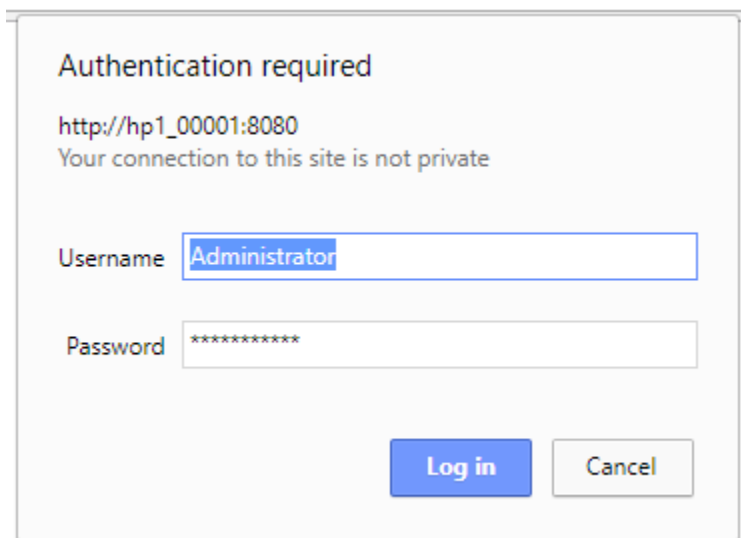 Authentication required
http://hp1_00001:8080
Your connection to this site is not private
Username Administrator
Password ***********
Log in Cancel